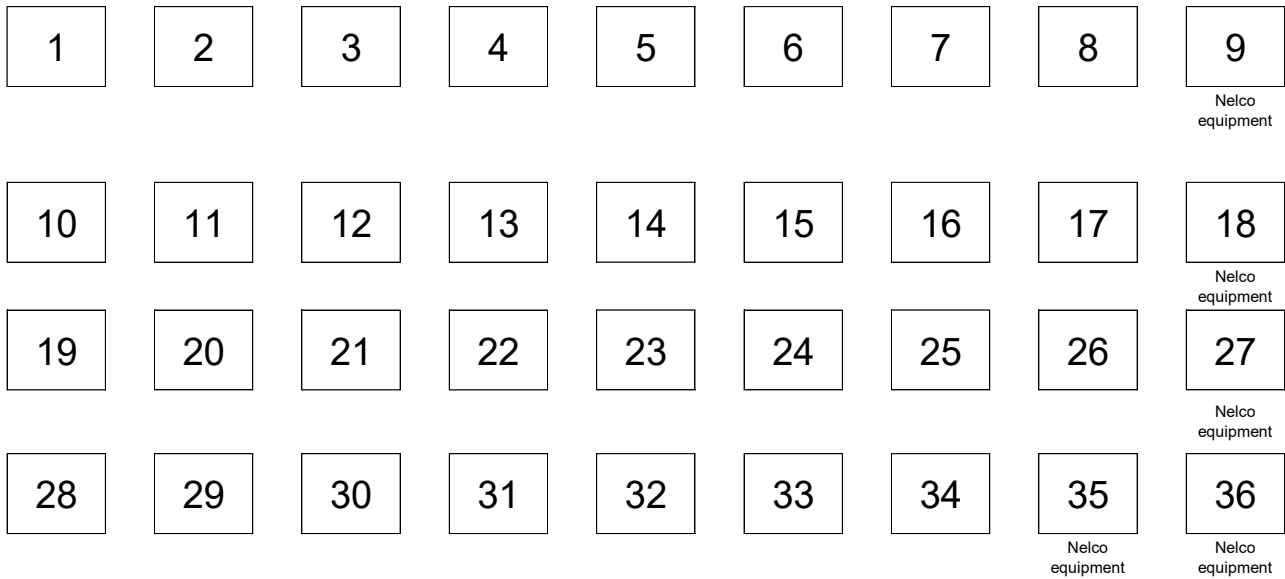 1 2 3 4 5 6 7 8 9
Nelco
equipment
10 11 12 13 14 15 16 17 18
Nelco
equipment
19 20 21 22 23 24 25 26 27
Nelco
equipment
28 29 30 31 32 33 34 35 36
Nelco Nelco
equipment equipment